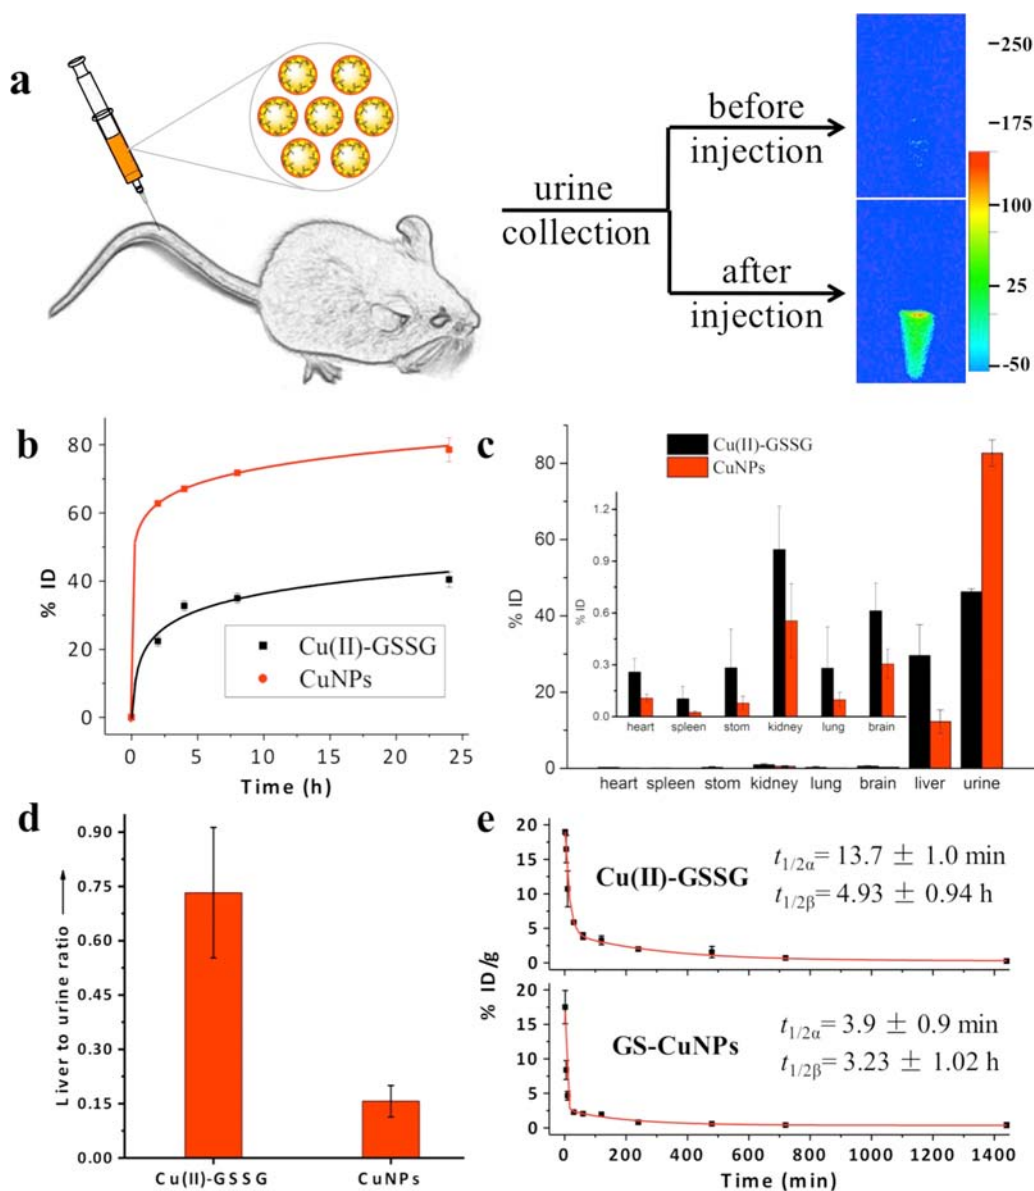 a
before
injection
urine
collection
after
injection
-250
-175
100
25
-50
b
% ID
80
60
40
20
0
Cu(II)-GSSG
CuNPs
0 5 10 15 20 25
Time (h)
c
% ID
80
60
40
20
0
Cu(II)-GSSG
CuNPs
% ID
1.2
0.9
0.6
0.3
0.0
heart spleen stom kidney lung brain
heart spleen stom kidney lung brain liver urine
d
Liver to urine ratio
0.90
0.75
0.60
0.45
0.30
0.15
0.00
Cu(II)-GSSG CuNPs
e
% ID/g
20
15
10
5
0
Cu(II)-GSSG
t1/2α= 13.7 ± 1.0 min
t1/2β= 4.93 ± 0.94 h
20
15
10
5
0
GS-CuNPs
t1/2α= 3.9 ± 0.9 min
t1/2β= 3.23 ± 1.02 h
0 200 400 600 800 1000 1200 1400
Time (min)